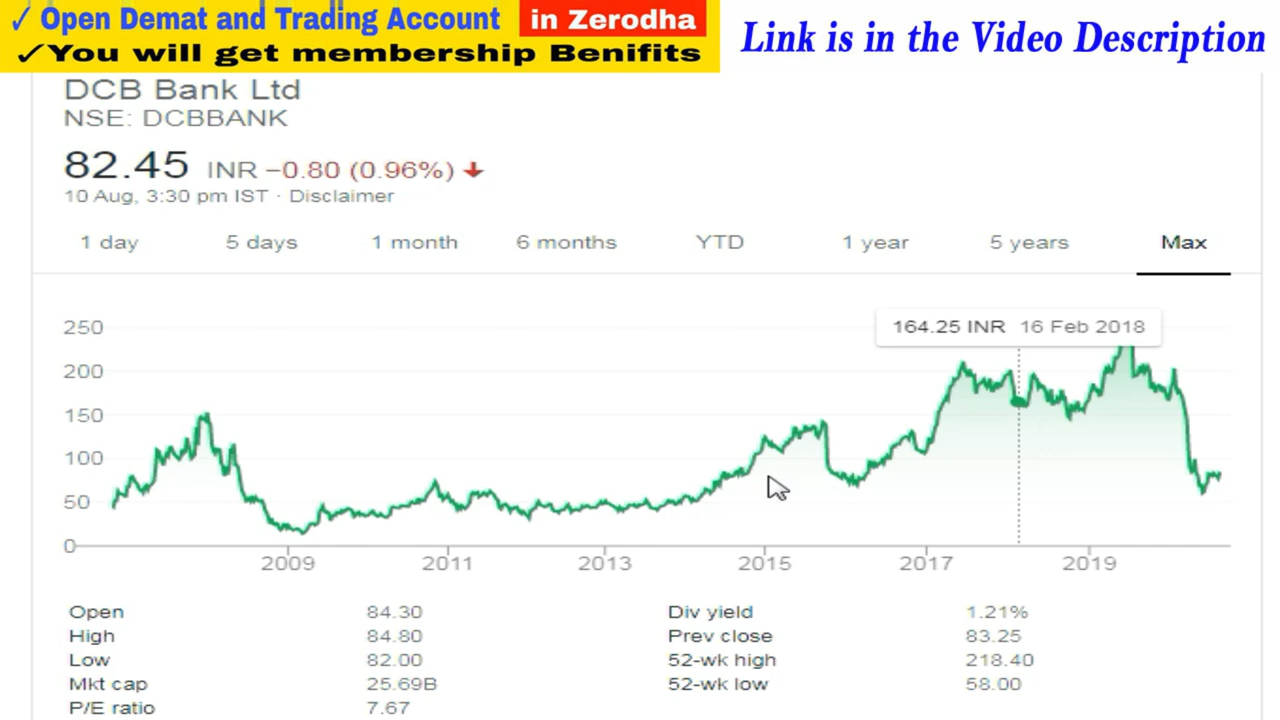 ✓ Open Demat and Trading Account in Zerodha
✓You will get membership Benifits
Link is in the Video Description
DCB Bank Ltd
NSE: DCBBANK
82.45 INR −0.80 (0.96%) ↓
10 Aug, 3:30 pm IST · Disclaimer
1 day 5 days 1 month 6 months YTD 1 year 5 years Max
164.25 INR 16 Feb 2018
250
200
150
100
50
0
2009 2011 2013 2015 2017 2019
Open 84.30 Div yield 1.21%
High 84.80 Prev close 83.25
Low 82.00 52-wk high 218.40
Mkt cap 25.69B 52-wk low 58.00
P/E ratio 7.67